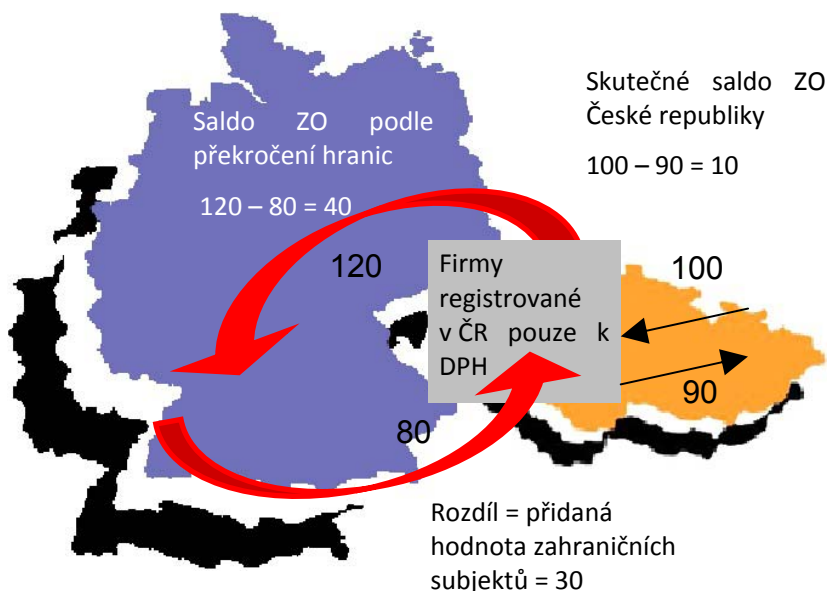 Saldo ZO podle
překročení hranic
120 – 80 = 40
Skutečné saldo ZO
České republiky
100 – 90 = 10
120
Firmy
registrované
v ČR pouze k
DPH
100
90
80
Rozdíl = přidaná
hodnota zahraničních
subjektů = 30